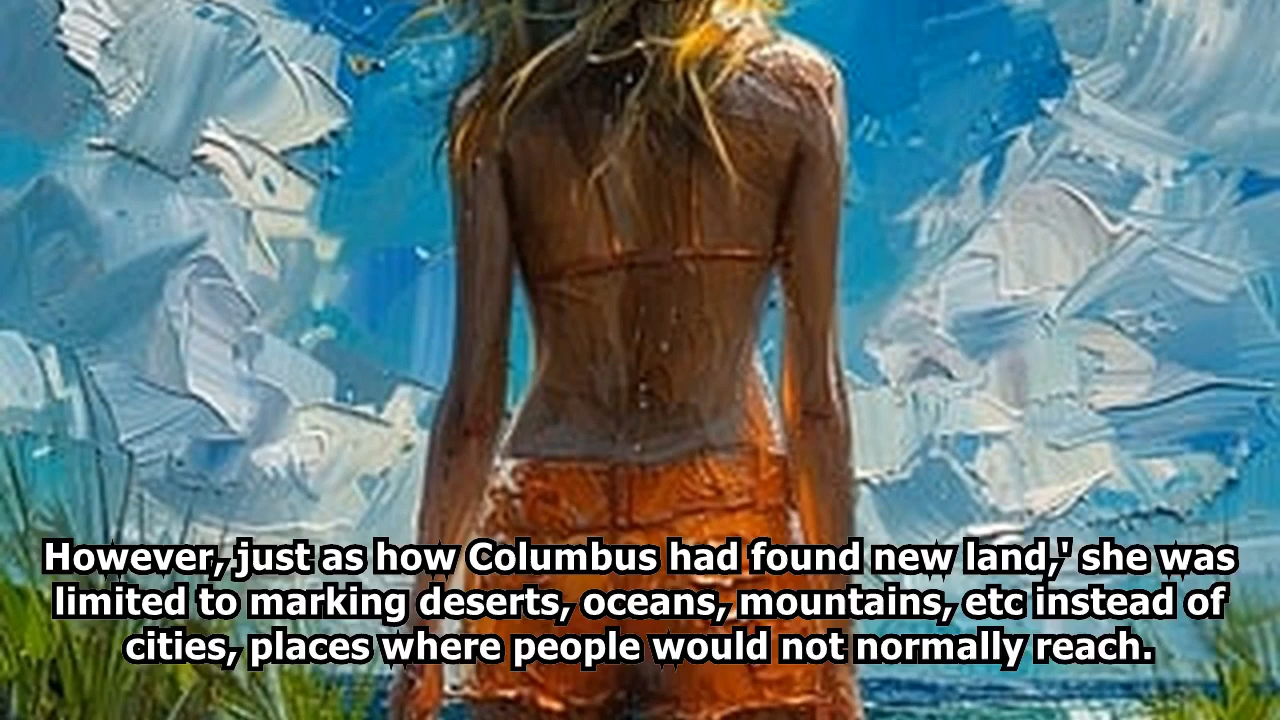 However, just as how Columbus had found new land,' she was
limited to marking deserts, oceans, mountains, etc instead of
cities, places where people would not normally reach.